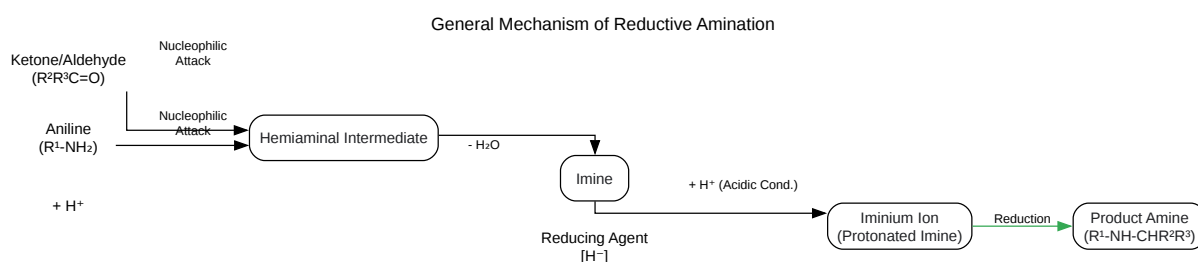 General Mechanism of Reductive Amination
Nucleophilic
Attack
Ketone/Aldehyde
(R²R³C=O)
Nucleophilic
Attack
Aniline
(R¹-NH₂)
Hemiaminal Intermediate
- H₂O
Imine
+ H⁺ (Acidic Cond.)
+ H⁺
Iminium Ion
(Protonated Imine)
Reduction
Product Amine
(R¹-NH-CHR²R³)
Reducing Agent
[H⁻]